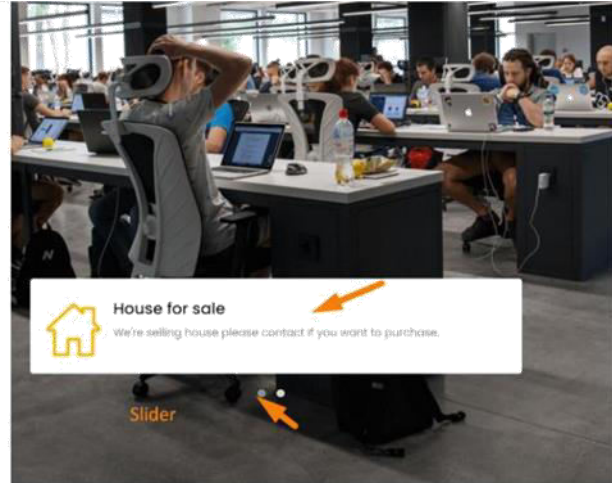 House for sale
We're selling house please contact if you want to purchase.
Slider